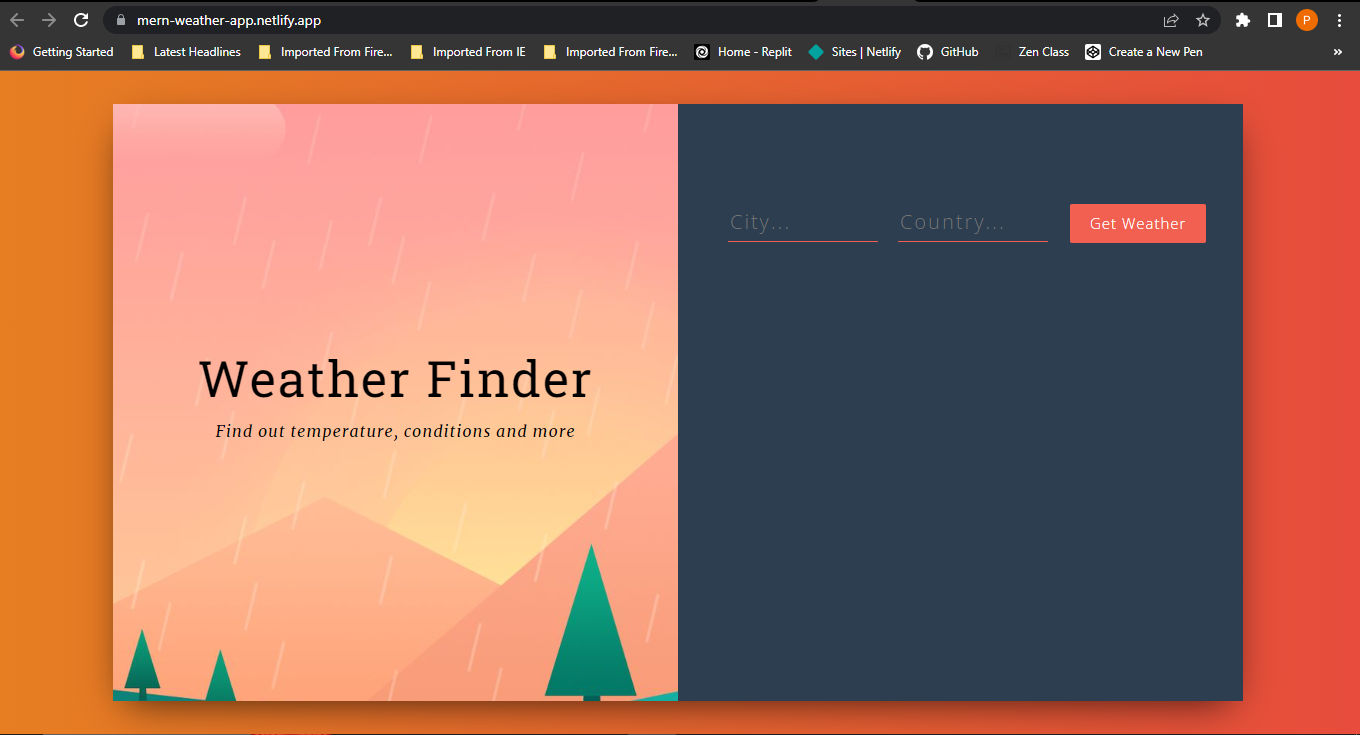 mern-weather-app.netlify.app
P
Getting Started Latest Headlines Imported From Fire... Imported From IE Imported From Fire... Home - Replit Sites | Netlify GitHub Zen Class Create a New Pen »
City... Country... Get Weather
Weather Finder
Find out temperature, conditions and more